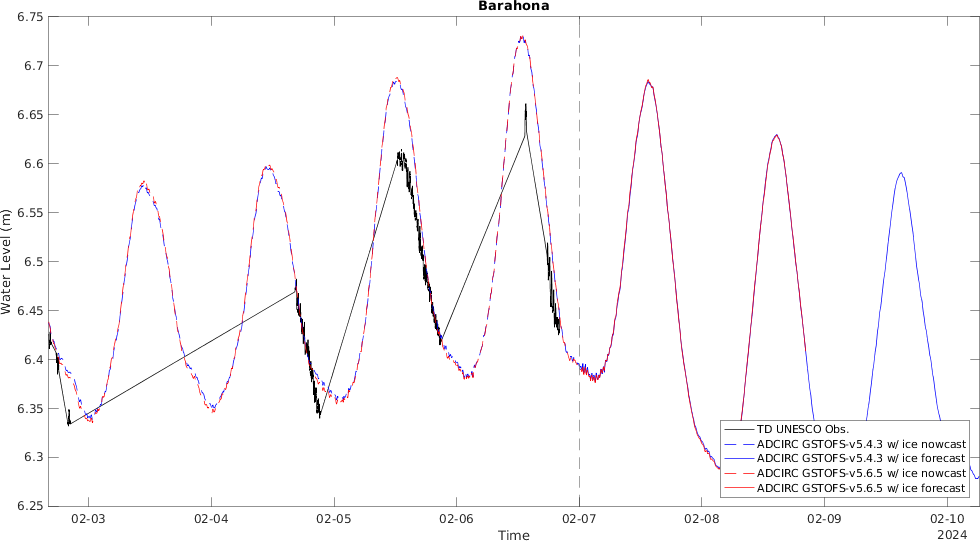 Barahona
6.75
6.7
6.65
6.6
6.55
6.5
6.45
6.4
6.35
6.3
6.25
Water Level (m)
TD UNESCO Obs.
ADCIRC GSTOFS-v5.4.3 w/ ice nowcast
ADCIRC GSTOFS-v5.4.3 w/ ice forecast
ADCIRC GSTOFS-v5.6.5 w/ ice nowcast
ADCIRC GSTOFS-v5.6.5 w/ ice forecast
02-03 02-04 02-05 02-06 02-07 02-08 02-09 02-10
Time
2024